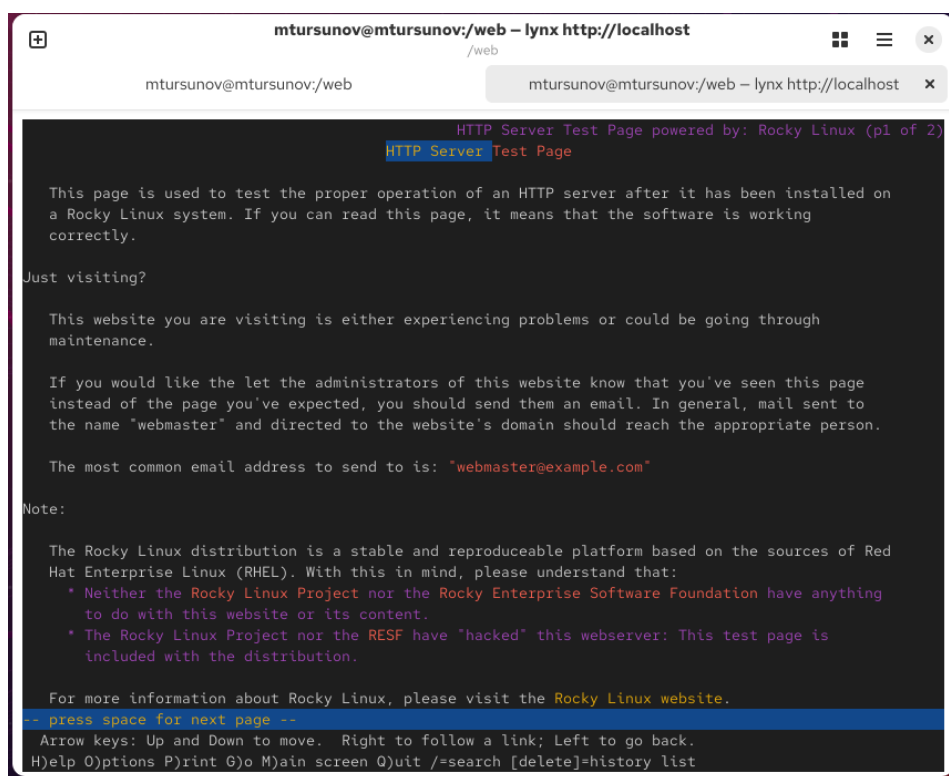 mtursunov@mtursunov:/web — lynx http://localhost
/web
mtursunov@mtursunov:/web
mtursunov@mtursunov:/web — lynx http://localhost
HTTP Server Test Page powered by: Rocky Linux (p1 of 2)
HTTP Server Test Page
This page is used to test the proper operation of an HTTP server after it has been installed on
a Rocky Linux system. If you can read this page, it means that the software is working
correctly.
Just visiting?
This website you are visiting is either experiencing problems or could be going through
maintenance.
If you would like the let the administrators of this website know that you've seen this page
instead of the page you've expected, you should send them an email. In general, mail sent to
the name "webmaster" and directed to the website's domain should reach the appropriate person.
The most common email address to send to is: "webmaster@example.com"
Note:
The Rocky Linux distribution is a stable and reproduceable platform based on the sources of Red
Hat Enterprise Linux (RHEL). With this in mind, please understand that:
* Neither the Rocky Linux Project nor the Rocky Enterprise Software Foundation have anything
to do with this website or its content.
* The Rocky Linux Project nor the RESF have "hacked" this webserver: This test page is
included with the distribution.
For more information about Rocky Linux, please visit the Rocky Linux website.
-- press space for next page --
Arrow keys: Up and Down to move. Right to follow a link; Left to go back.
H)elp O)ptions P)rint G)o M)ain screen Q)uit /=search [delete]=history list